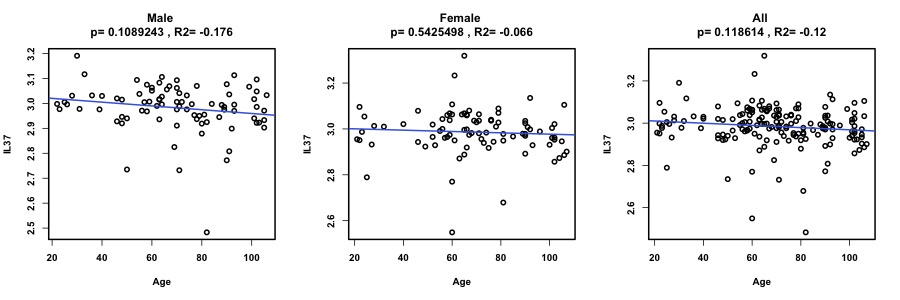 Male
p= 0.1089243 , R2= -0.176
3.2
3.1
3.0
2.9
2.8
2.7
2.6
2.5
IL37
20 40 60 80 100
Age
Female
p= 0.5425498 , R2= -0.066
3.2
3.0
2.8
2.6
IL37
20 40 60 80 100
Age
All
p= 0.118614 , R2= -0.12
3.2
3.0
2.8
2.6
IL37
20 40 60 80 100
Age